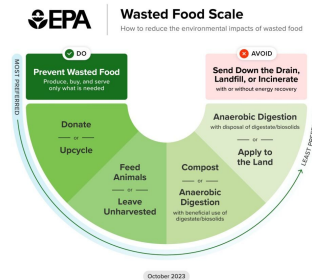 EPA
Wasted Food Scale
How to reduce the environmental impacts of wasted food
DO
Prevent Wasted Food
Produce, buy, and serve
only what is needed
AVOID
Send Down the Drain,
Landfill, or Incinerate
with or without energy recovery
MOST PREFERRED
Donate
or
Upcycle
Feed
Animals
or
Leave
Unharvested
Compost
or
Anaerobic
Digestion
with beneficial use of
digestate/biosolids
Anaerobic Digestion
with disposal of digestate/biosolids
or
Apply to
the Land
LEAST
October 2023